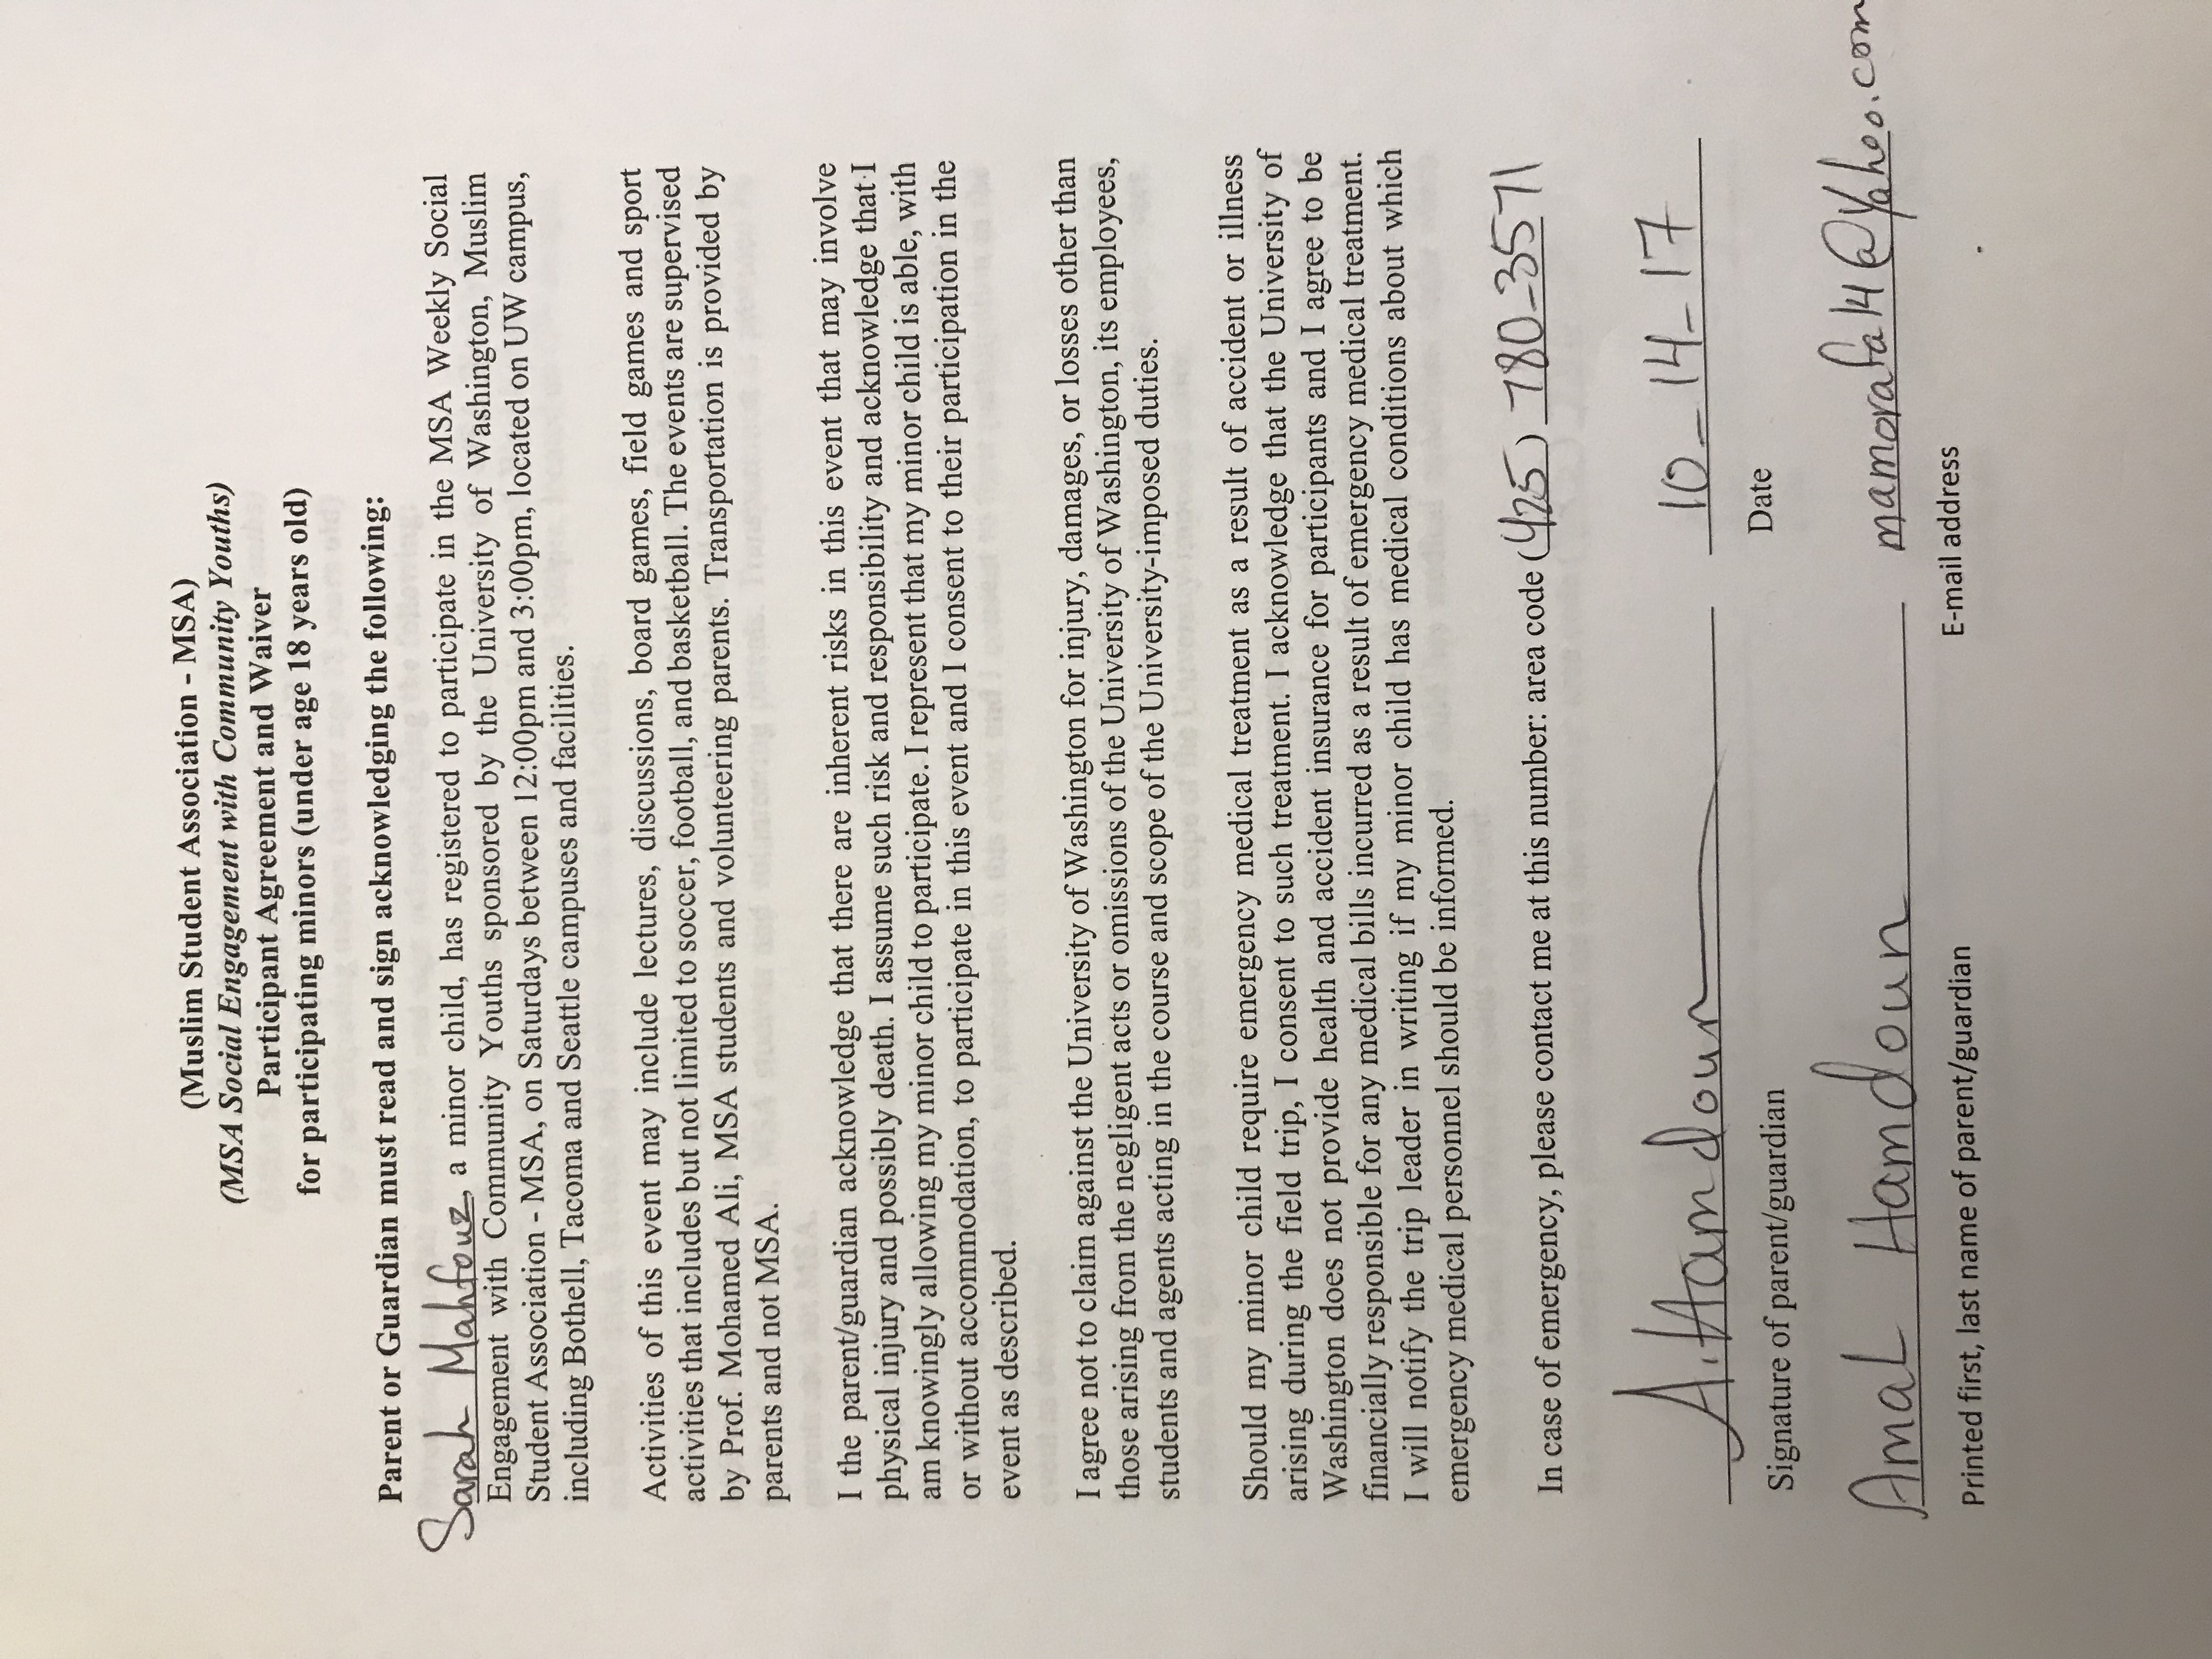 (Muslim Student Association - MSA)
(MSA Social Engagement with Community Youths)
Participant Agreement and Waiver
for participating minors (under age 18 years old)
Parent or Guardian must read and sign acknowledging the following:
Sarah Mahfouz, a minor child, has registered to participate in the MSA Weekly Social
Engagement with Community Youths sponsored by the University of Washington, Muslim
Student Association - MSA, on Saturdays between 12:00pm and 3:00pm, located on UW campus,
including Bothell, Tacoma and Seattle campuses and facilities.
Activities of this event may include lectures, discussions, board games, field games and sport
activities that includes but not limited to soccer, football, and basketball. The events are supervised
by Prof. Mohamed Ali, MSA students and volunteering parents. Transportation is provided by
parents and not MSA.
I the parent/guardian acknowledge that there are inherent risks in this event that may involve
physical injury and possibly death. I assume such risk and responsibility and acknowledge that I
am knowingly allowing my minor child to participate. I represent that my minor child is able, with
or without accommodation, to participate in this event and I consent to their participation in the
event as described.
I agree not to claim against the University of Washington for injury, damages, or losses other than
those arising from the negligent acts or omissions of the University of Washington, its employees,
students and agents acting in the course and scope of the University-imposed duties.
Should my minor child require emergency medical treatment as a result of accident or illness
arising during the field trip, I consent to such treatment. I acknowledge that the University of
Washington does not provide health and accident insurance for participants and I agree to be
financially responsible for any medical bills incurred as a result of emergency medical treatment.
I will notify the trip leader in writing if my minor child has medical conditions about which
emergency medical personnel should be informed.
In case of emergency, please contact me at this number: area code (425) 780-3571
A. Hamdoun 10-14-17
Signature of parent/guardian Date
Amal Hamdoun mamorafa14@Yahoo.com
Printed first, last name of parent/guardian E-mail address